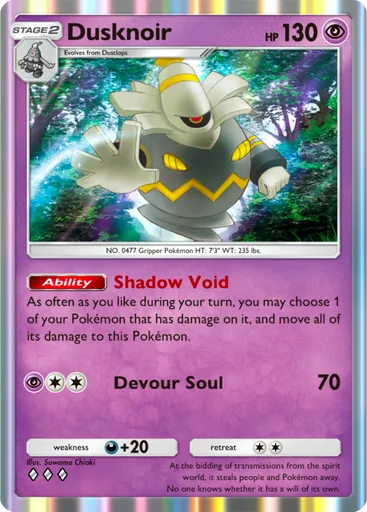 STAGE 2
Dusknoir
HP 130
Evolves from Dusclops
NO. 0477 Gripper Pokémon HT: 7'3" WT: 235 lbs.
Ability Shadow Void
As often as you like during your turn, you may choose 1
of your Pokémon that has damage on it, and move all of
its damage to this Pokémon.
Devour Soul 70
weakness +20 retreat
Illus. Suwama Chiaki
At the bidding of transmissions from the spirit
world, it steals people and Pokémon away.
No one knows whether it has a will of its own.